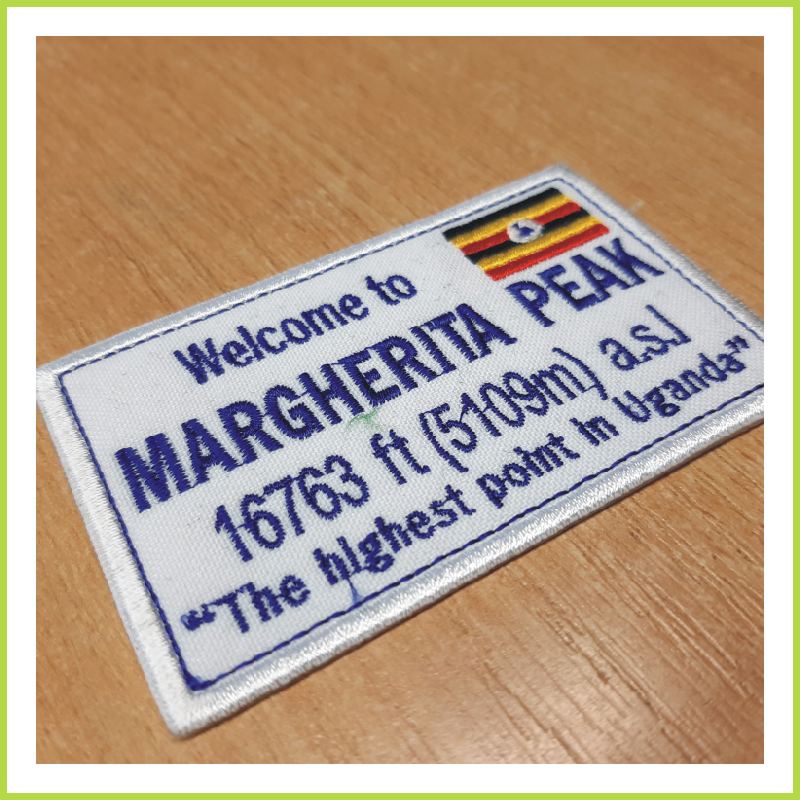 Welcome to
MARGHERITA PEAK
16763 ft (5109m) a.s.l
“The highest point in Uganda”